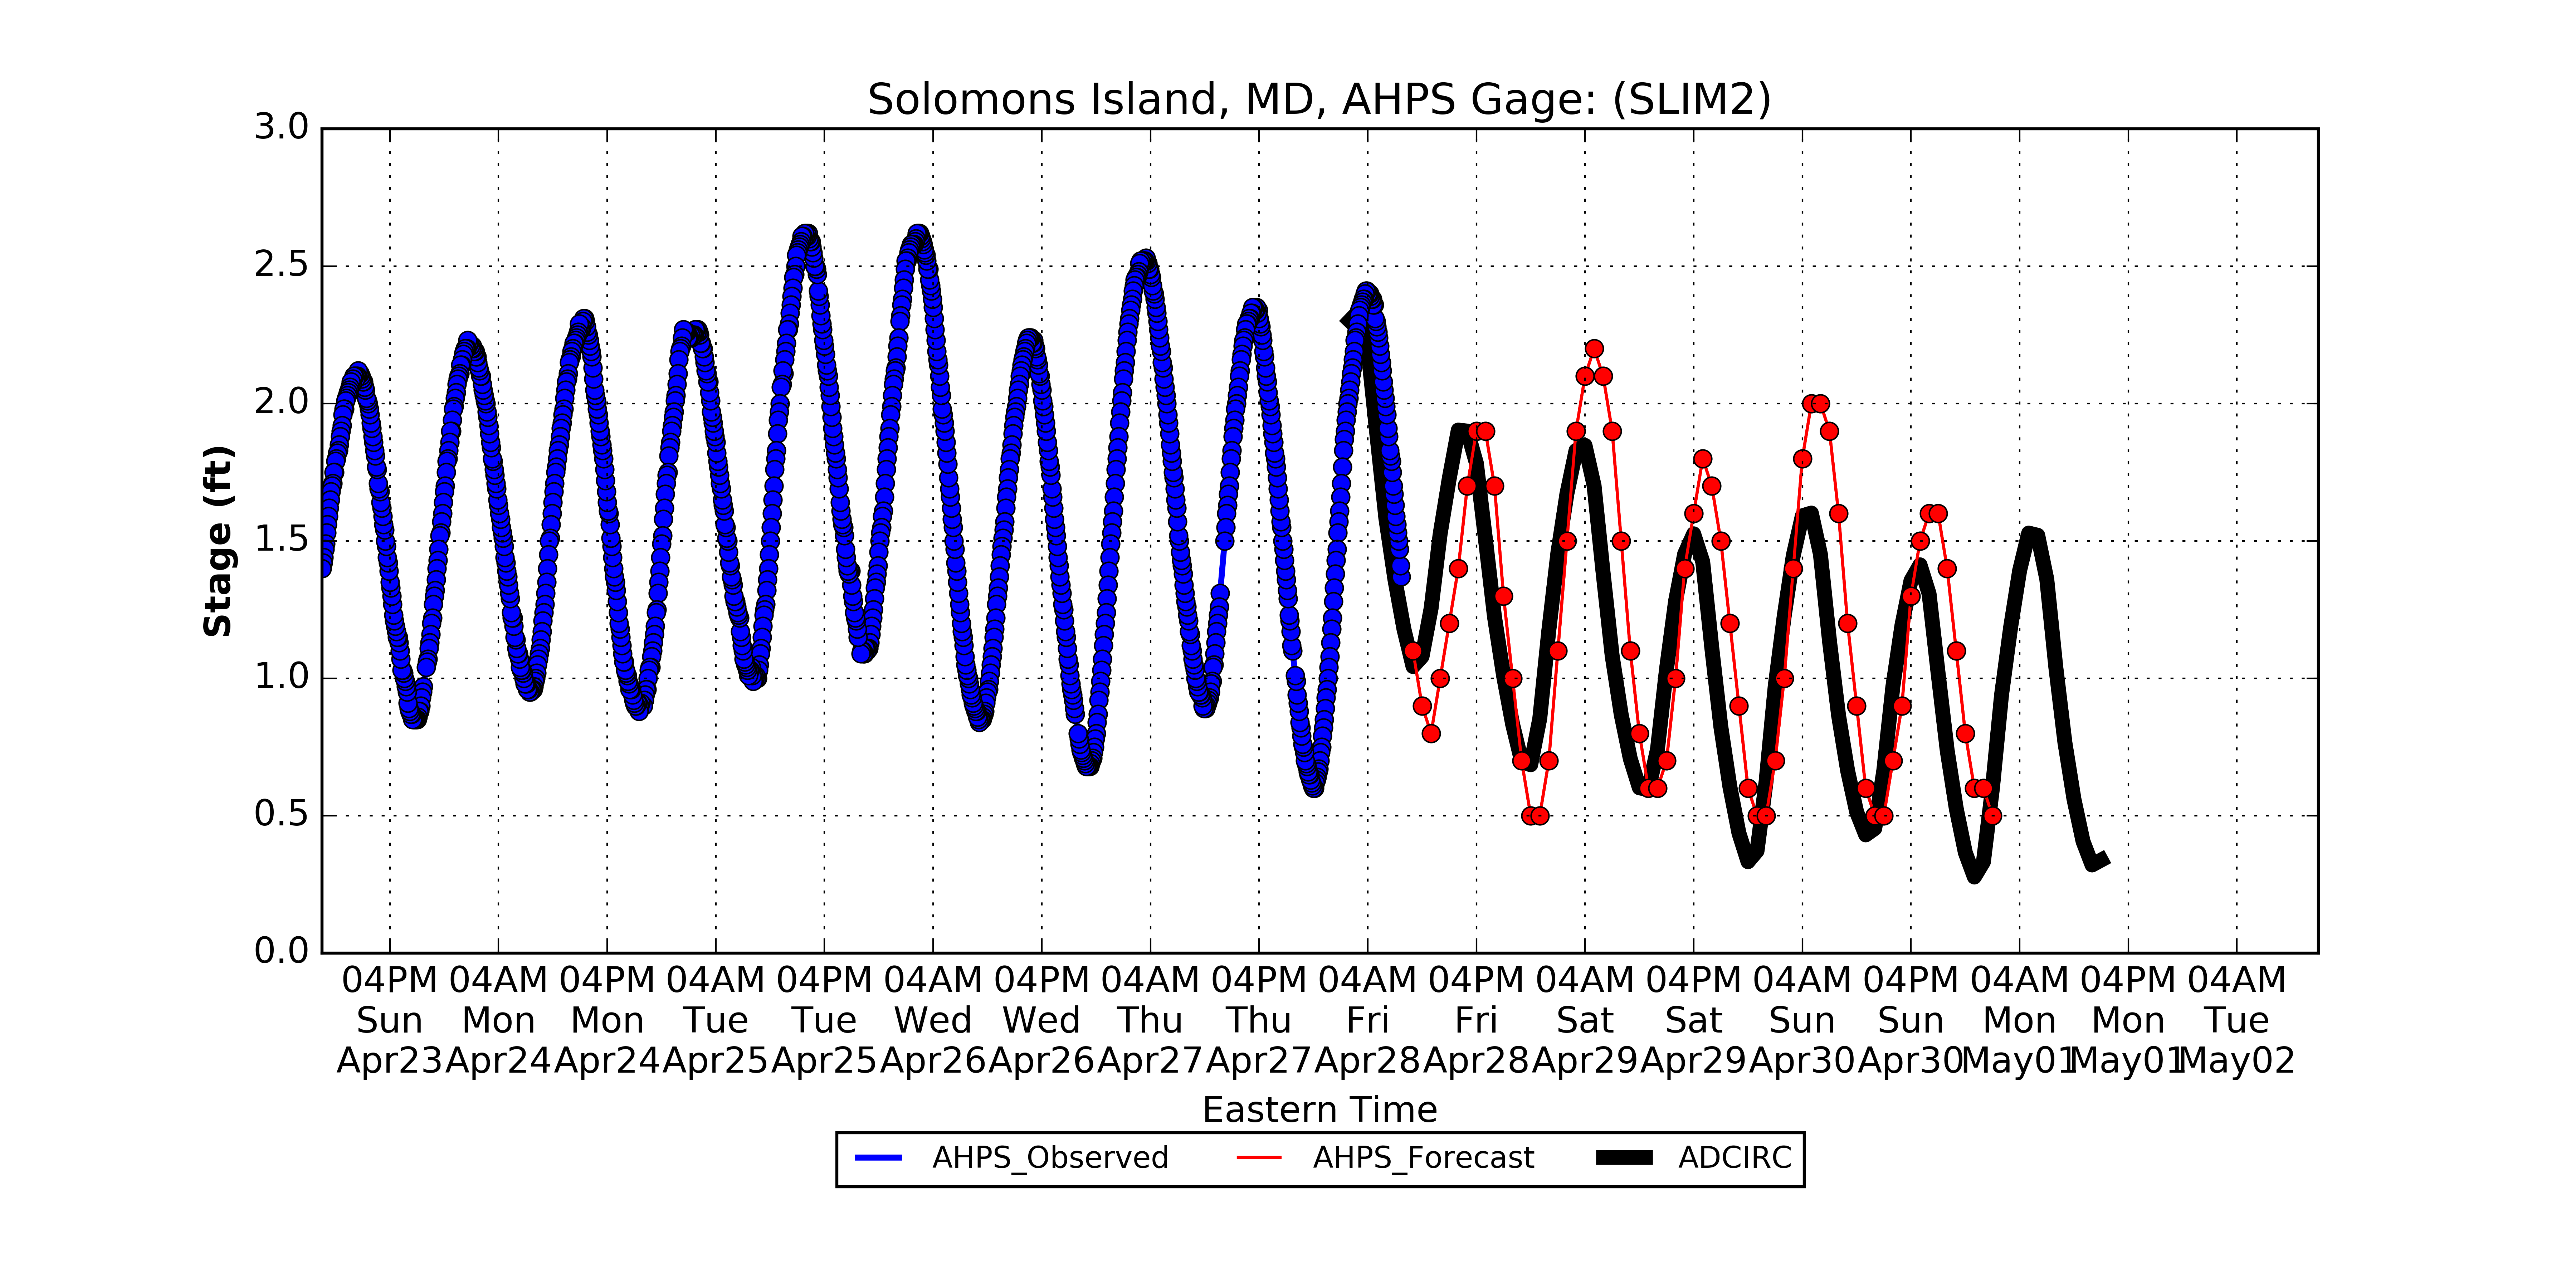 Solomons Island, MD, AHPS Gage: (SLIM2)
3.0
2.5
2.0
1.5
1.0
0.5
0.0
Stage (ft)
04PM 04AM 04PM 04AM 04PM 04AM 04PM 04AM 04PM 04AM 04PM 04AM 04PM 04AM 04PM 04AM 04PM 04AM
Sun Mon Mon Tue Tue Wed Wed Thu Thu Fri Fri Sat Sat Sun Sun Mon Mon Tue
Apr23 Apr24 Apr24 Apr25 Apr25 Apr26 Apr26 Apr27 Apr27 Apr28 Apr28 Apr29 Apr29 Apr30 Apr30 May01 May01 May02
Eastern Time
AHPS_Observed AHPS_Forecast ADCIRC